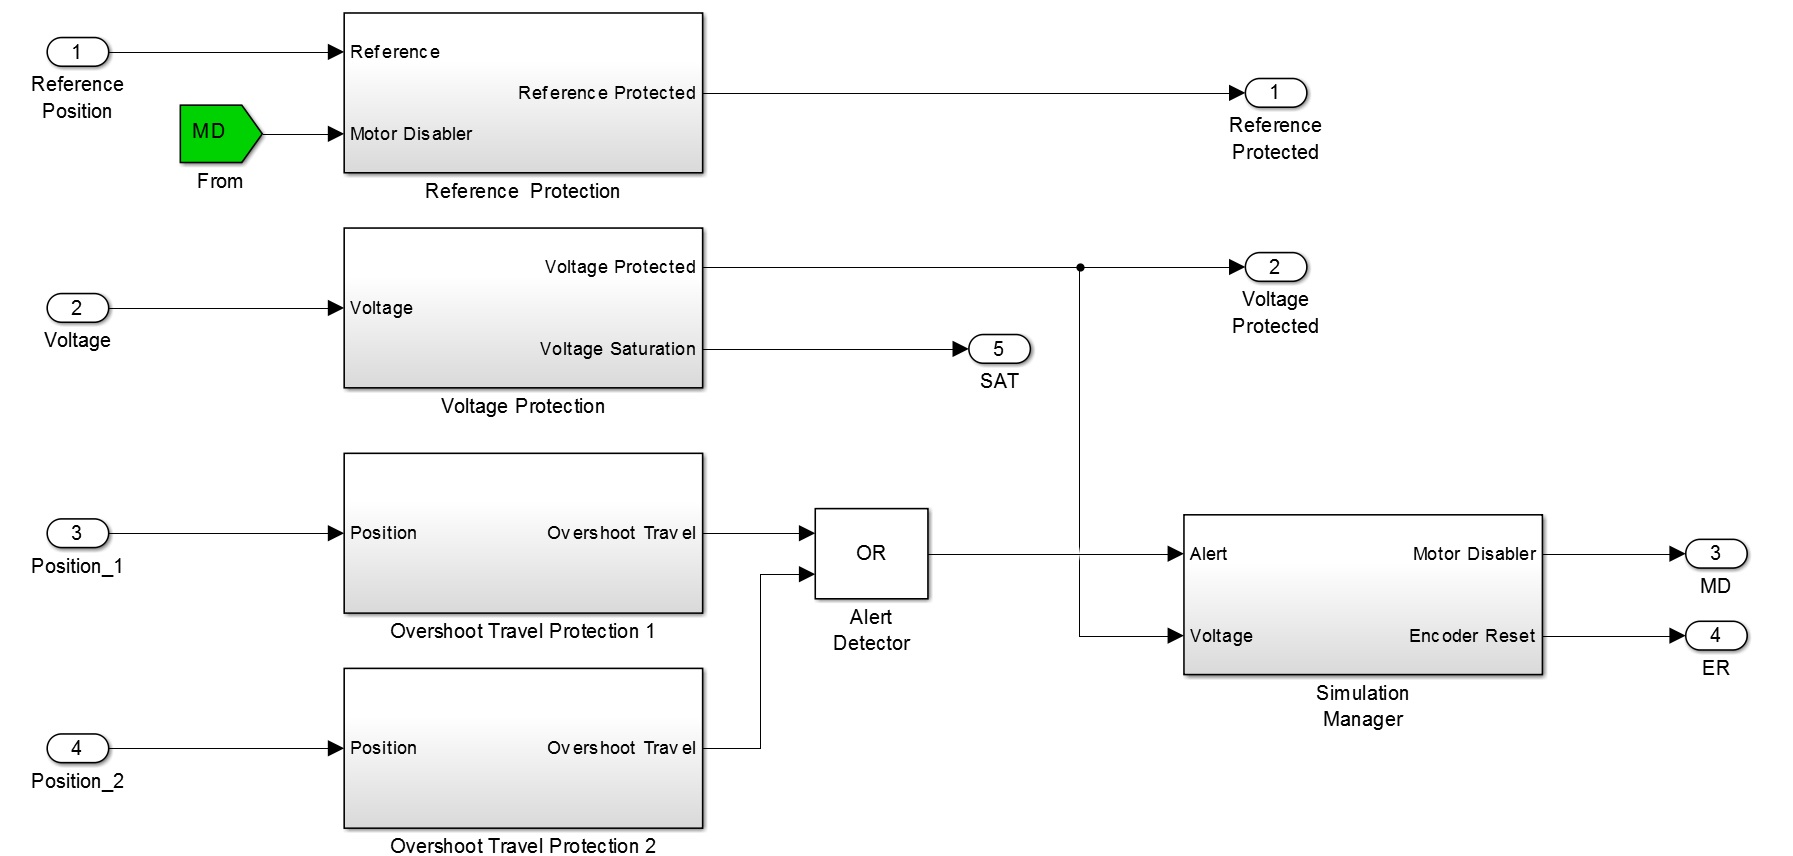 1
Reference
Position
MD
From
Reference
Motor Disabler
Reference Protected
Reference Protection
1
Reference
Protected
2
Voltage
Voltage
Voltage Protected
Voltage Saturation
Voltage Protection
2
Voltage
Protected
5
SAT
3
Position_1
Position
Overshoot Travel
Overshoot Travel Protection 1
4
Position_2
Position
Overshoot Travel
Overshoot Travel Protection 2
OR
Alert
Detector
Alert
Voltage
Motor Disabler
Encoder Reset
Simulation
Manager
3
MD
4
ER